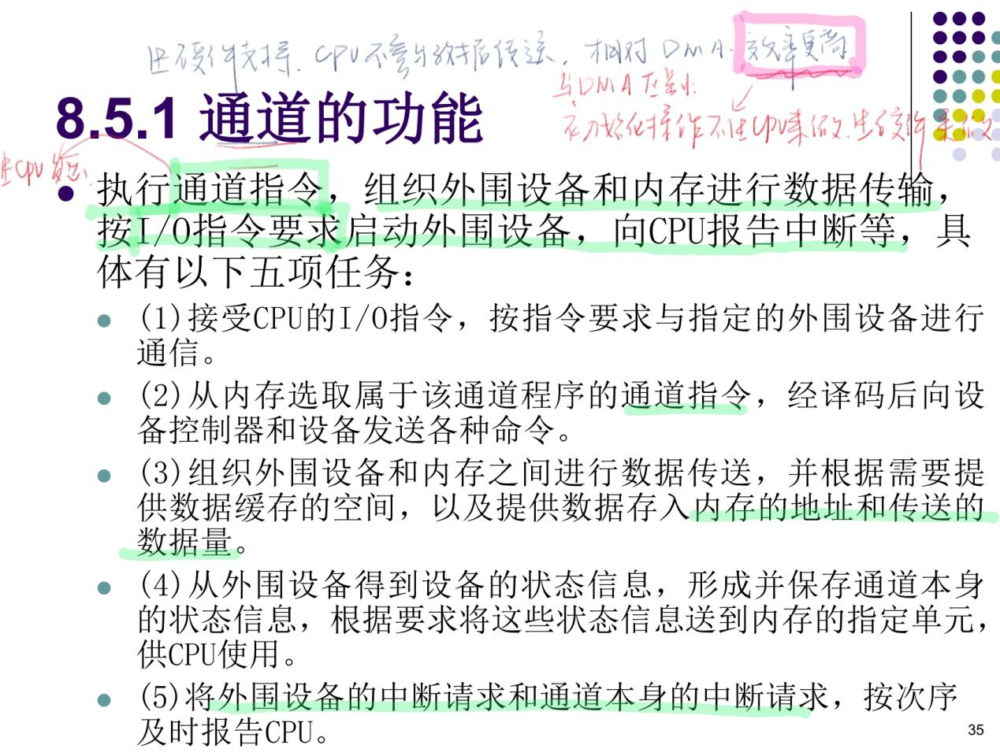 由硬件支持. CPU不参与数据传送, 相对DMA. 效率更高
与DMA区别:
在初始化操作不由CPU来做.由硬件来做
8.5.1 通道的功能
由CPU发出.
● 执行通道指令，组织外围设备和内存进行数据传输，
按I/O指令要求启动外围设备，向CPU报告中断等，具
体有以下五项任务：
● (1)接受CPU的I/O指令，按指令要求与指定的外围设备进行
通信。
● (2)从内存选取属于该通道程序的通道指令，经译码后向设
备控制器和设备发送各种命令。
● (3)组织外围设备和内存之间进行数据传送，并根据需要提
供数据缓存的空间，以及提供数据存入内存的地址和传送的
数据量。
● (4)从外围设备得到设备的状态信息，形成并保存通道本身
的状态信息，根据要求将这些状态信息送到内存的指定单元，
供CPU使用。
● (5)将外围设备的中断请求和通道本身的中断请求，按次序
及时报告CPU。
35